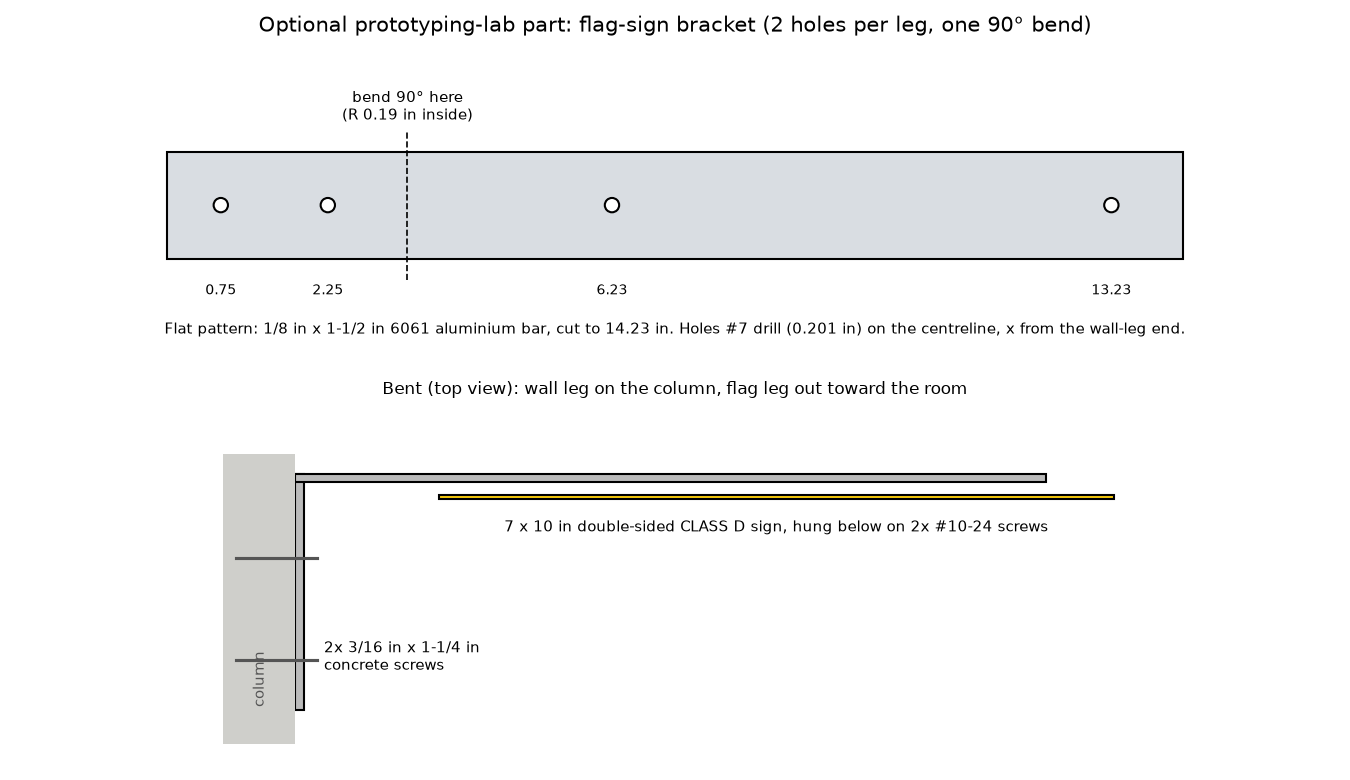 Optional prototyping-lab part: flag-sign bracket (2 holes per leg, one 90° bend)
bend 90° here
(R 0.19 in inside)
0.75
2.25
6.23
13.23
Flat pattern: 1/8 in x 1-1/2 in 6061 aluminium bar, cut to 14.23 in. Holes #7 drill (0.201 in) on the centreline, x from the wall-leg end.
Bent (top view): wall leg on the column, flag leg out toward the room
7 x 10 in double-sided CLASS D sign, hung below on 2x #10-24 screws
2x 3/16 in x 1-1/4 in
concrete screws
column